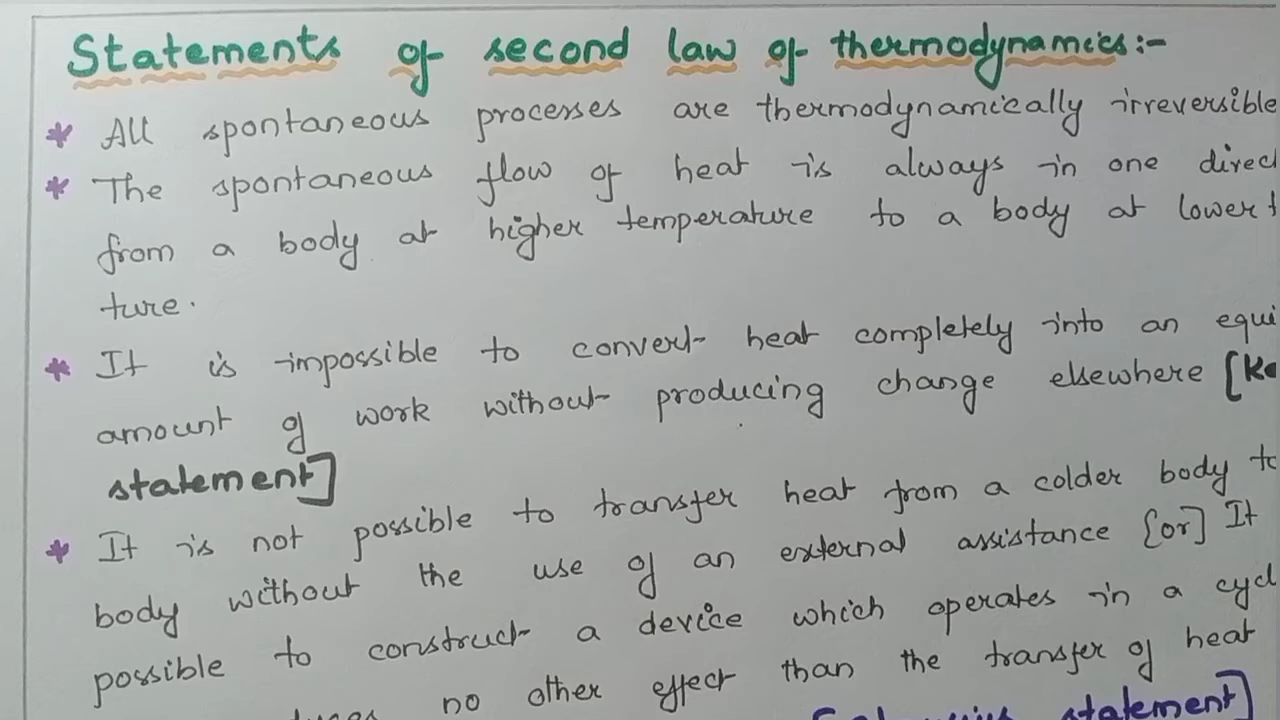 Statements of second law of thermodynamics:-
* All spontaneous processes are thermodynamically irreversible
* The spontaneous flow of heat is always in one direc
from a body at higher temperature to a body at lower t
ture.
* It is impossible to convert heat completely into an equi
amount of work without producing change elsewhere [Ke
statement]
* It is not possible to transfer heat from a colder body to
body without the use of an external assistance [or] It
possible to construct a device which operates in a cycl
no other effect than the transfer of heat
statement]